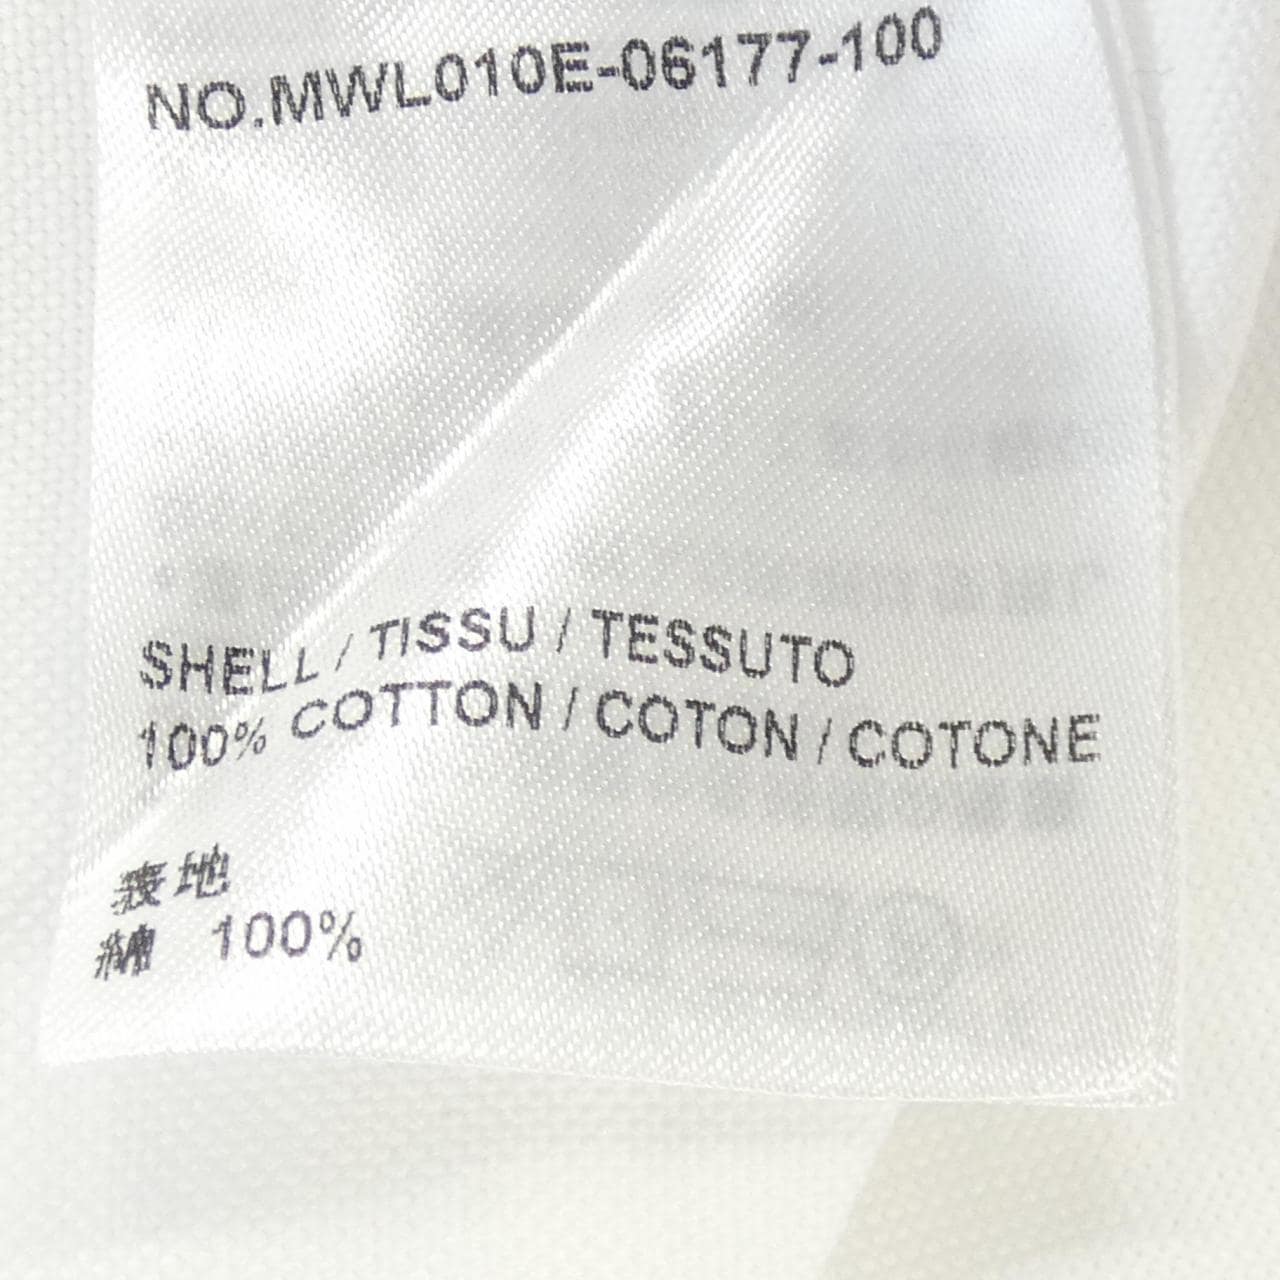 NO.MWL010E-06177-100
SHELL / TISSU / TESSUTO
100% COTTON / COTON / COTONE
表地
綿 100%